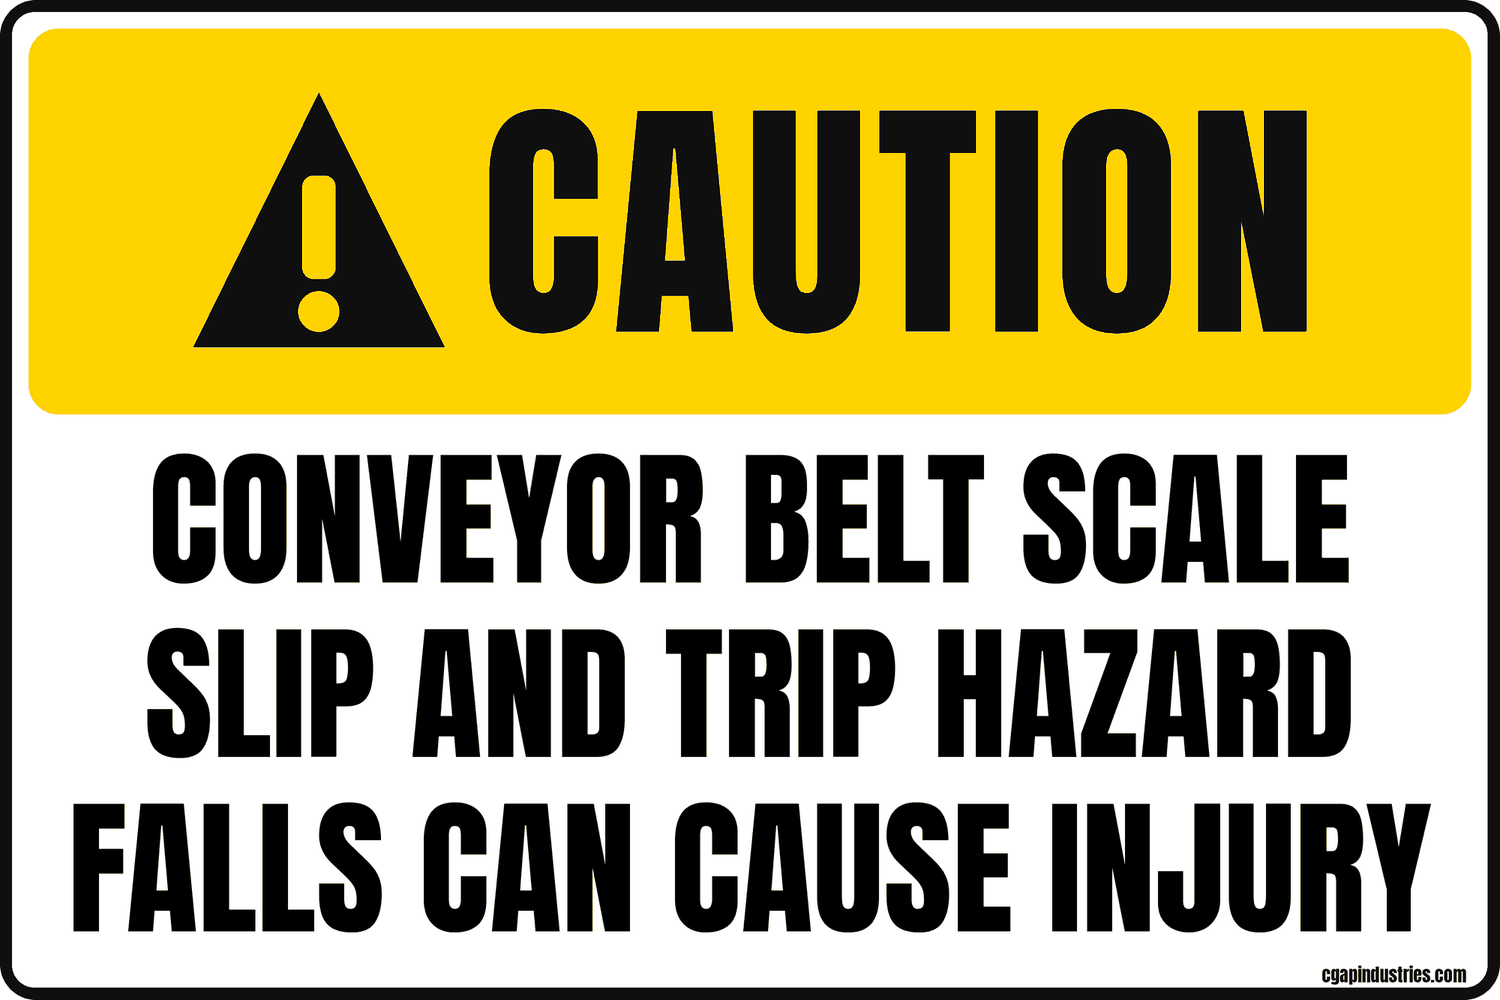 CAUTION
CONVEYOR BELT SCALE
SLIP AND TRIP HAZARD
FALLS CAN CAUSE INJURY
cgapindustries.com